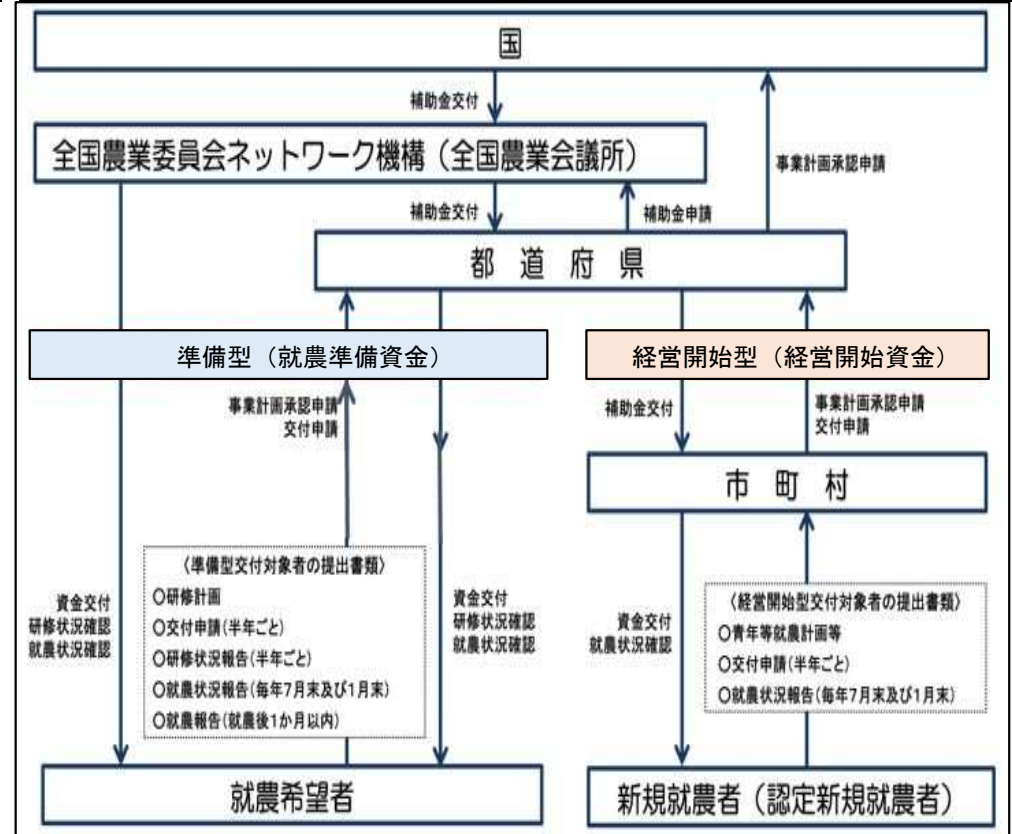 国
補助金交付
全国農業委員会ネットワーク機構（全国農業会議所）
事業計画承認申請
補助金交付
補助金申請
都 道 府 県
準備型（就農準備資金）
経営開始型（経営開始資金）
事業計画承認申請
交付申請
補助金交付
事業計画承認申請
交付申請
市 町 村
〈準備型交付対象者の提出書類〉
○研修計画
○交付申請（半年ごと）
○研修状況報告（半年ごと）
○就農状況報告（毎年７月末及び１月末）
○就農報告（就農後１か月以内）
資金交付
研修状況確認
就農状況確認
資金交付
研修状況確認
就農状況確認
資金交付
就農状況確認
〈経営開始型交付対象者の提出書類〉
○青年等就農計画等
○交付申請（半年ごと）
○就農状況報告（毎年７月末及び１月末）
就農希望者
新規就農者（認定新規就農者）